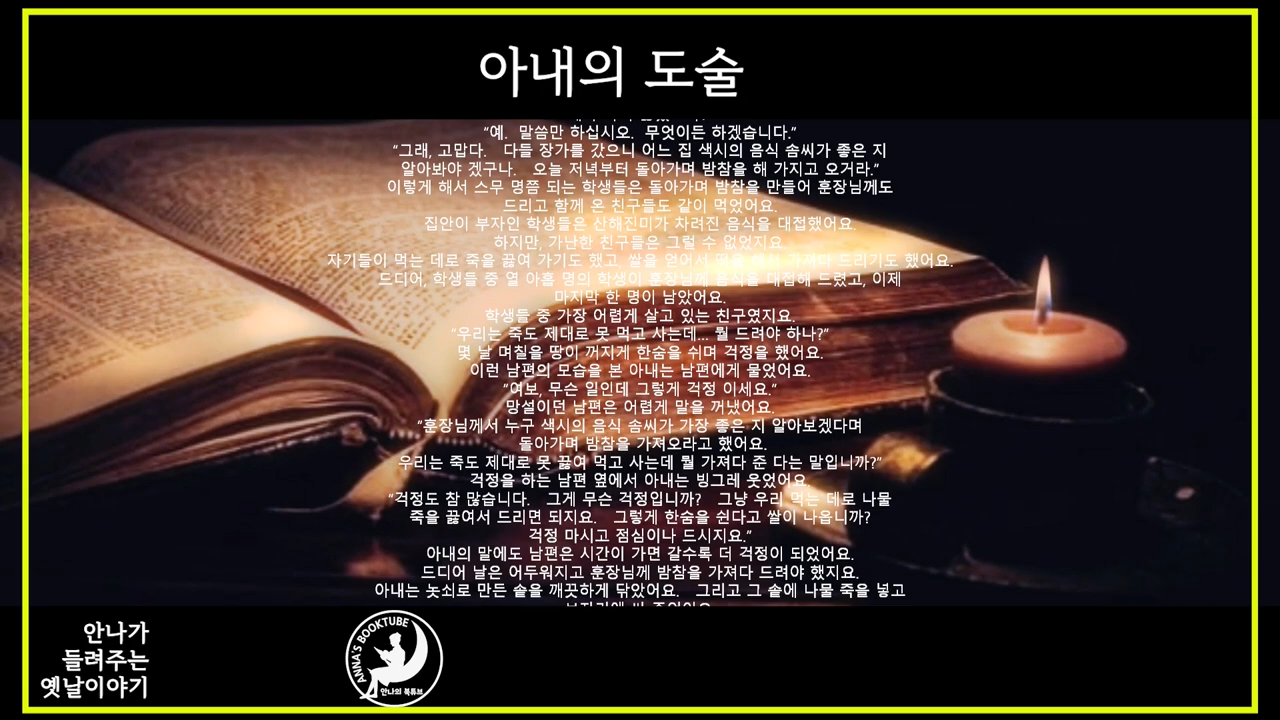 아내의 도술
“예.  말씀만 하십시오.  무엇이든 하겠습니다.”
“그래, 고맙다.   다들 장가를 갔으니 어느 집 색시의 음식 솜씨가 좋은 지
알아봐야 겠구나.   오늘 저녁부터 돌아가며 밤참을 해 가지고 오거라.”
이렇게 해서 스무 명쯤 되는 학생들은 돌아가며 밤참을 만들어 훈장님께도
드리고 함께 온 친구들도 같이 먹었어요.
집안이 부자인 학생들은 산해진미가 차려진 음식을 대접했어요.
하지만, 가난한 친구들은 그럴 수 없었지요.
자기들이 먹는 데로 죽을 끓여 가기도 했고, 쌀을 얻어서 떡을 해서 가져다 드리기도 했어요.
드디어, 학생들 중 열 아홉 명의 학생이 훈장님께 음식을 대접해 드렸고, 이제
마지막 한 명이 남았어요.
학생들 중 가장 어렵게 살고 있는 친구였지요.
“우리는 죽도 제대로 못 먹고 사는데... 뭘 드려야 하나?”
몇 날 며칠을 땅이 꺼지게 한숨을 쉬며 걱정을 했어요.
이런 남편의 모습을 본 아내는 남편에게 물었어요.
“여보, 무슨 일인데 그렇게 걱정 이세요.”
망설이던 남편은 어렵게 말을 꺼냈어요.
“훈장님께서 누구 색시의 음식 솜씨가 가장 좋은 지 알아보겠다며
돌아가며 밤참을 가져오라고 했어요.
우리는 죽도 제대로 못 끓여 먹고 사는데 뭘 가져다 준 다는 말입니까?”
걱정을 하는 남편 옆에서 아내는 빙그레 웃었어요.
“걱정도 참 많습니다.   그게 무슨 걱정입니까?   그냥 우리 먹는 데로 나물
죽을 끓여서 드리면 되지요.   그렇게 한숨을 쉰다고 쌀이 나옵니까?
걱정 마시고 점심이나 드시지요.”
아내의 말에도 남편은 시간이 가면 갈수록 더 걱정이 되었어요.
드디어 날은 어두워지고 훈장님께 밤참을 가져다 드려야 했지요.
아내는 놋쇠로 만든 솥을 깨끗하게 닦았어요.   그리고 그 솥에 나물 죽을 넣고
안나가
들려주는
옛날이야기
ANNA'S BOOKTUBE
안나의 북튜브